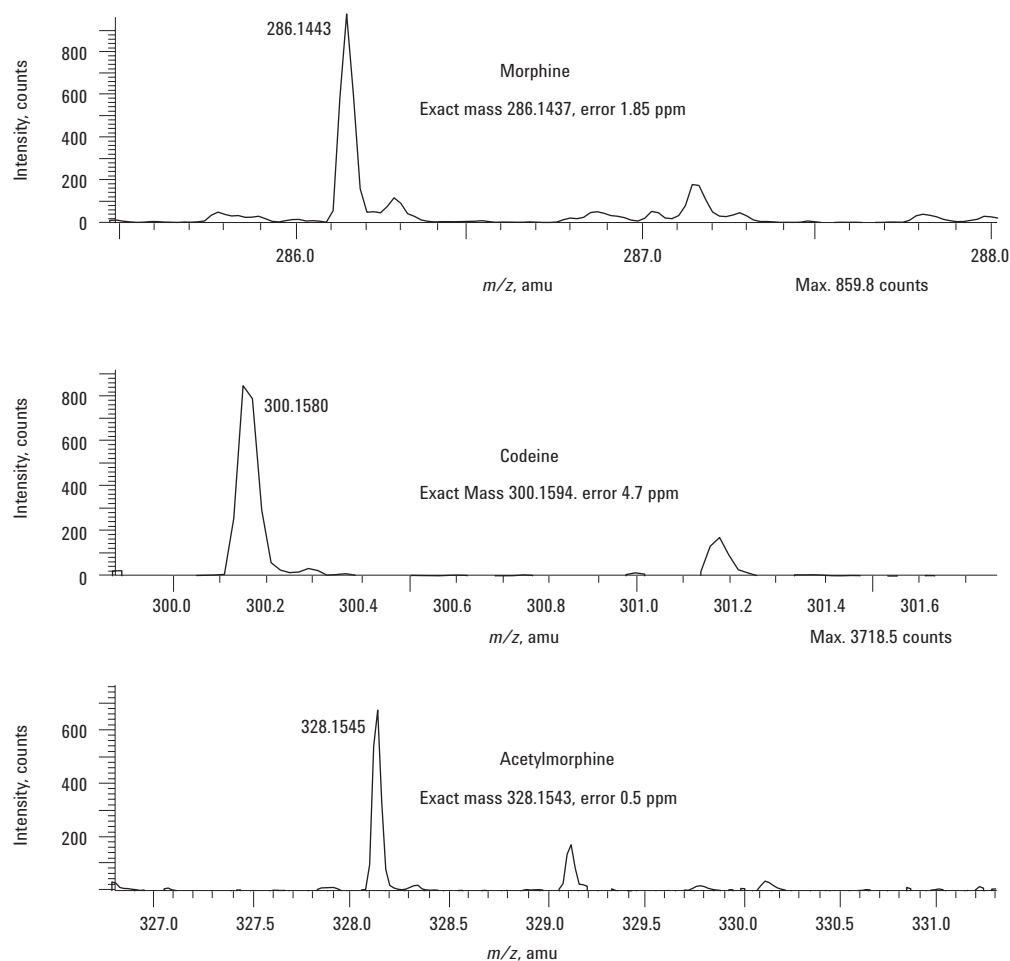 286.1443
Morphine
Exact mass 286.1437, error 1.85 ppm
Intensity, counts
800
600
400
200
0
286.0 287.0 288.0
m/z, amu
Max. 859.8 counts
300.1580
Codeine
Exact Mass 300.1594. error 4.7 ppm
Intensity, counts
800
600
400
200
0
300.0 300.2 300.4 300.6 300.8 301.0 301.2 301.4 301.6
m/z, amu
Max. 3718.5 counts
328.1545
Acetylmorphine
Exact mass 328.1543, error 0.5 ppm
Intensity, counts
600
400
200
327.0 327.5 328.0 328.5 329.0 329.5 330.0 330.5 331.0
m/z, amu